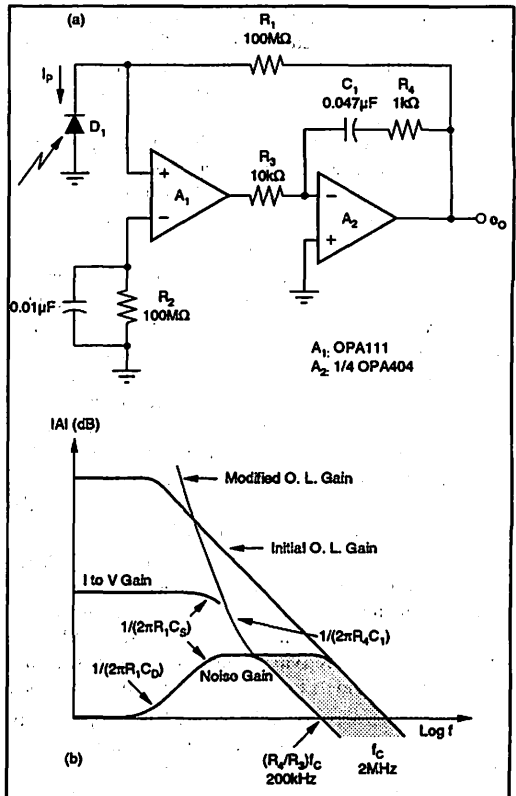 (a)
R1
100MΩ
IP
D1
C1
0.047μF
R4
1kΩ
R3
10kΩ
+
A1
−
−
A2
+
eO
0.01μF
R2
100MΩ
A1: OPA111
A2: 1/4 OPA404
|A| (dB)
Modified O. L. Gain
Initial O. L. Gain
I to V Gain
1/(2πR1CS)
1/(2πR4C1)
1/(2πR1CD)
Noise Gain
Log f
(b)
(R4/R3)fC
200kHz
fC
2MHz